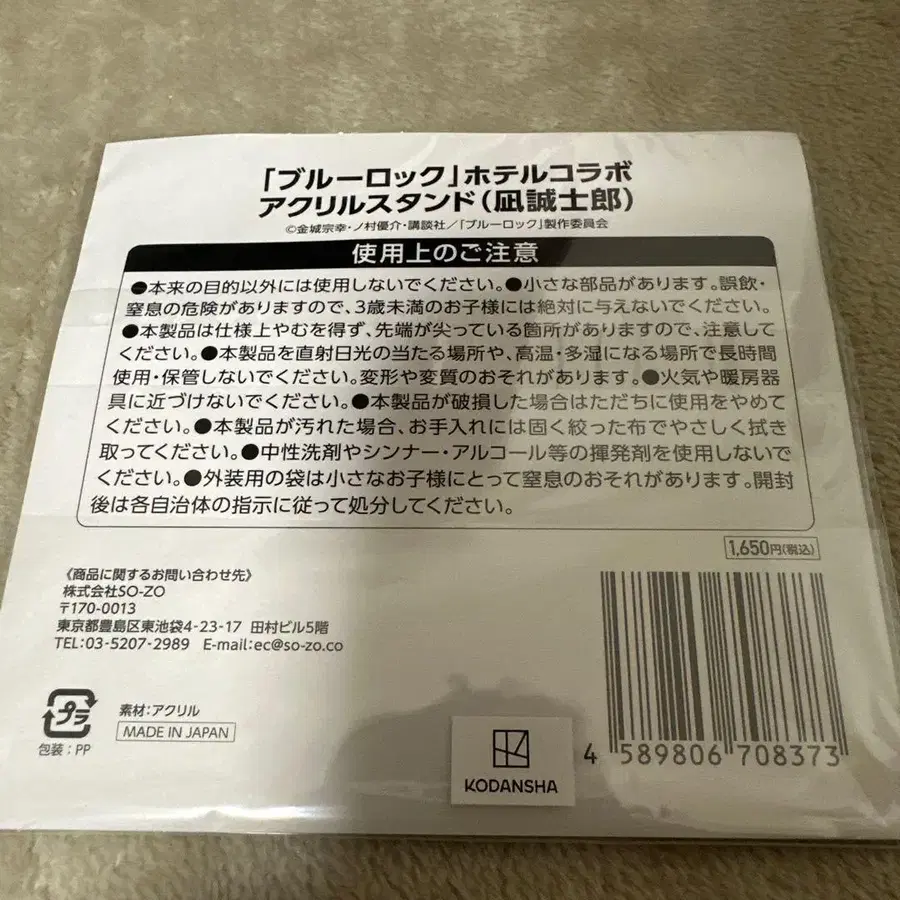 「ブルーロック」ホテルコラボ
アクリルスタンド(凪誠士郎)
©金城宗幸・ノ村優介・講談社/「ブルーロック」製作委員会
使用上のご注意
●本来の目的以外には使用しないでください。●小さな部品があります。誤飲・
窒息の危険がありますので、3歳未満のお子様には絶対に与えないでください。
●本製品は仕様上やむを得ず、先端が尖っている箇所がありますので、注意して
ください。●本製品を直射日光の当たる場所や、高温・多湿になる場所で長時間
使用・保管しないでください。変形や変質のおそれがあります。●火気や暖房器
具に近づけないでください。●本製品が破損した場合はただちに使用をやめて
ください。●本製品が汚れた場合、お手入れには固く絞った布でやさしく拭き
取ってください。●中性洗剤やシンナー・アルコール等の揮発剤を使用しないで
ください。●外装用の袋は小さなお子様にとって窒息のおそれがあります。開封
後は各自治体の指示に従って処分してください。
1,650円(税込)
《商品に関するお問い合わせ先》
株式会社SO-ZO
〒170-0013
東京都豊島区東池袋4-23-17 田村ビル5階
TEL:03-5207-2989 E-mail:ec@so-zo.co
プラ
包装:PP
素材:アクリル
MADE IN JAPAN
KODANSHA
4 589806 708373